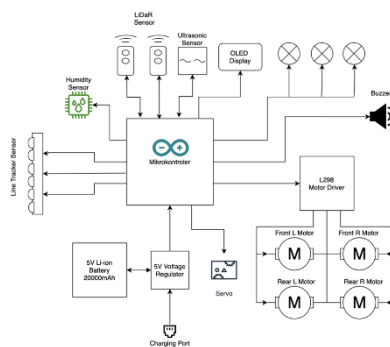 LiDaR
Sensor
Ultrasonic
Sensor
OLED
Display
Humidity
Sensor
Buzzer
Line Tracker Sensor
Mikrokontroler
L298
Motor Driver
Front L Motor
Front R Motor
M
M
5V Li-ion
Battery
20000mAh
5V Voltage
Regulator
Servo
Rear L Motor
Rear R Motor
M
M
Charging Port